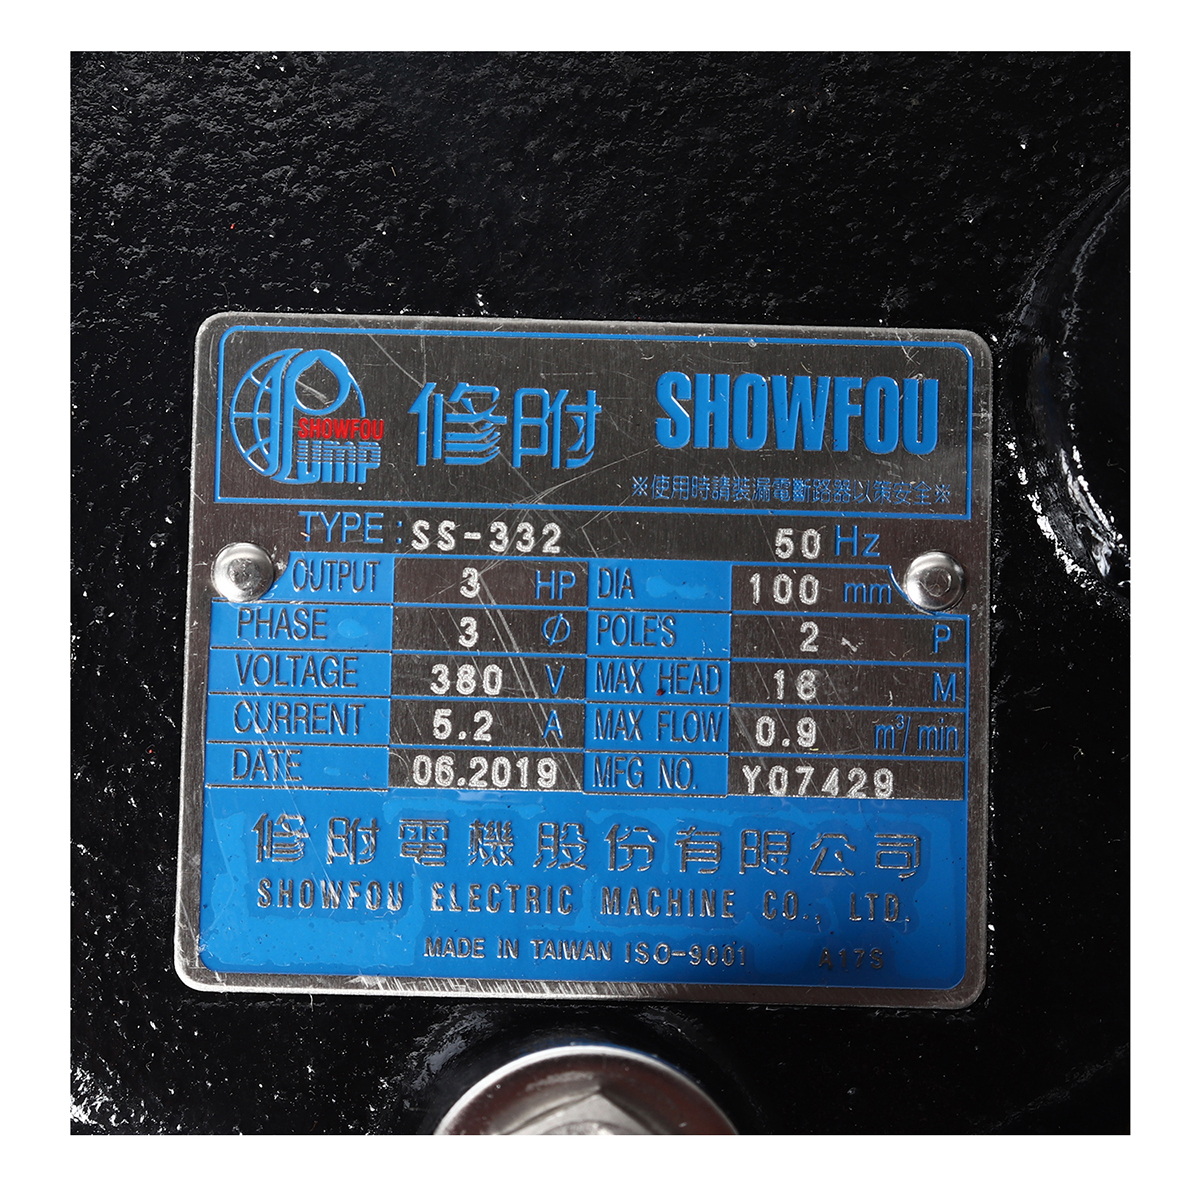 SHOWFOU
PUMP
修附 SHOWFOU
※使用時請裝漏電斷路器以策安全※
TYPE: SS-332 50 Hz
OUTPUT 3 HP DIA 100 mm
PHASE 3 Ø POLE'S 2 P
VOLTAGE 380 V MAX HEAD 18 M
CURRENT 5.2 A MAX FLOW 0.9 m³/min
DATE 06.2019 MFG NO. Y07429
修附電機股份有限公司
SHOWFOU ELECTRIC MACHINE CO., LTD.
MADE IN TAIWAN ISO-9001 A17S